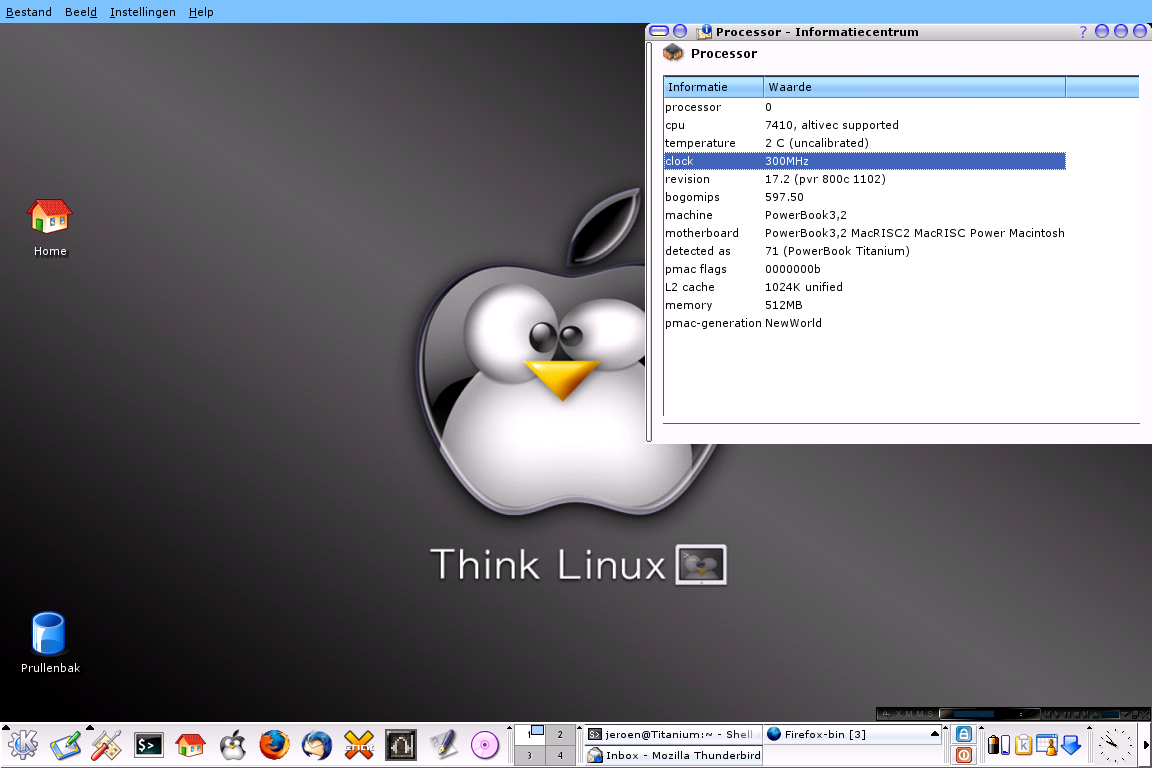 Bestand Beeld Instellingen Help
Processor - Informatiecentrum ?
Processor
Informatie Waarde
processor 0
cpu 7410, altivec supported
temperature 2 C (uncalibrated)
clock 300MHz
revision 17.2 (pvr 800c 1102)
bogomips 597.50
machine PowerBook3,2
motherboard PowerBook3,2 MacRISC2 MacRISC Power Macintosh
detected as 71 (PowerBook Titanium)
pmac flags 0000000b
L2 cache 1024K unified
memory 512MB
pmac-generation NewWorld
Home
Think Linux
Prullenbak
XMMS
1 2 jeroen@Titanium:~ - Shell Firefox-bin [3]
3 4 Inbox - Mozilla Thunderbird